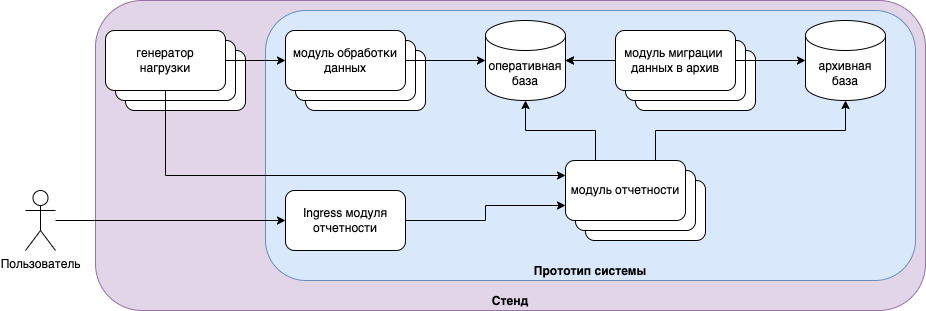 генератор
нагрузки
модуль обработки
данных
оперативная
база
модуль миграции
данных в архив
архивная
база
модуль отчетности
Ingress модуля
отчетности
Пользователь
Прототип системы
Стенд